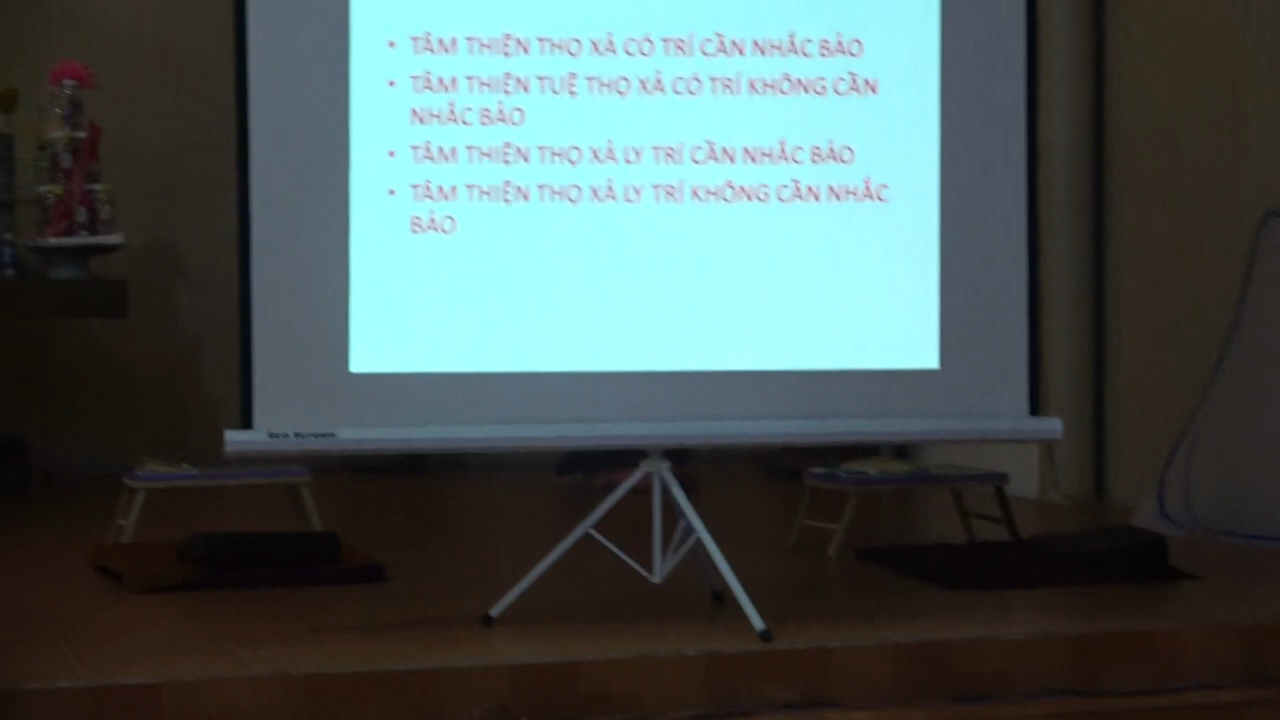 • TÂM THIỆN THỌ XẢ CÓ TRÍ CẦN NHẮC BẢO
• TÂM THIỆN TUỆ THỌ XẢ CÓ TRÍ KHÔNG CẦN
NHẮC BẢO
• TÂM THIỆN THỌ XẢ LY TRÍ CẦN NHẮC BẢO
• TÂM THIỆN THỌ XẢ LY TRÍ KHÔNG CẦN NHẮC
BẢO